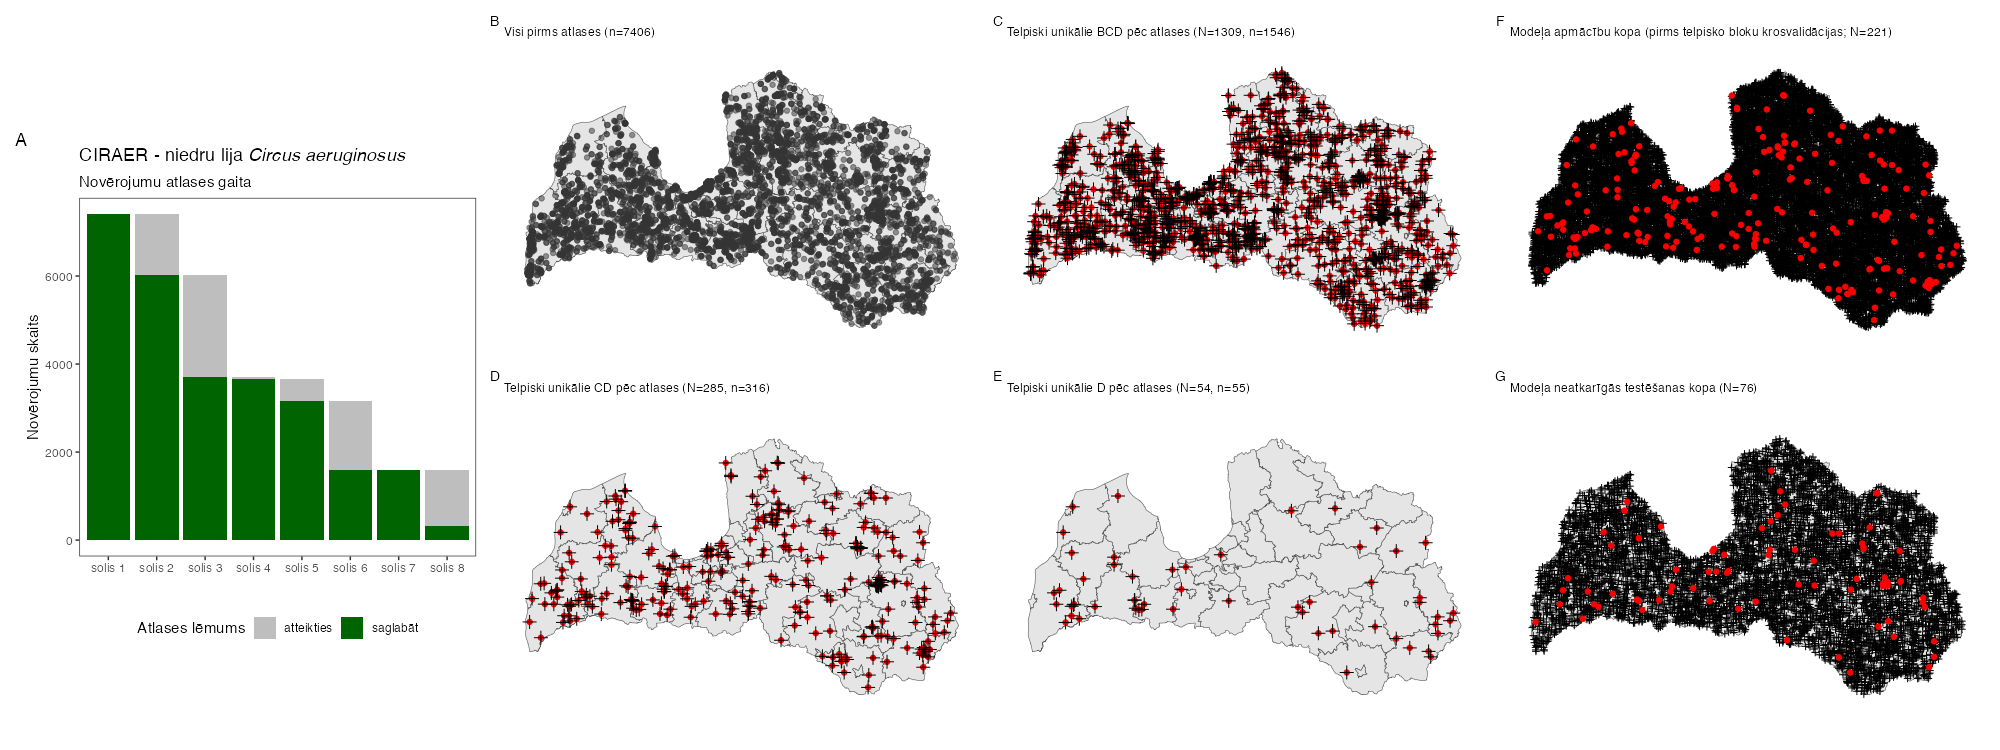 A
CIRAER - niedru lija Circus aeruginosus
Novērojumu atlases gaita
Novērojumu skaits
6000
4000
2000
0
solis 1 solis 2 solis 3 solis 4 solis 5 solis 6 solis 7 solis 8
Atlases lēmums atteikties saglabāt
B
Visi pirms atlases (n=7406)
C
Telpiski unikālie BCD pēc atlases (N=1309, n=1546)
F
Modeļa apmācību kopa (pirms telpisko bloku krosvalidācijas; N=221)
D
Telpiski unikālie CD pēc atlases (N=285, n=316)
E
Telpiski unikālie D pēc atlases (N=54, n=55)
G
Modeļa neatkarīgās testēšanas kopa (N=76)